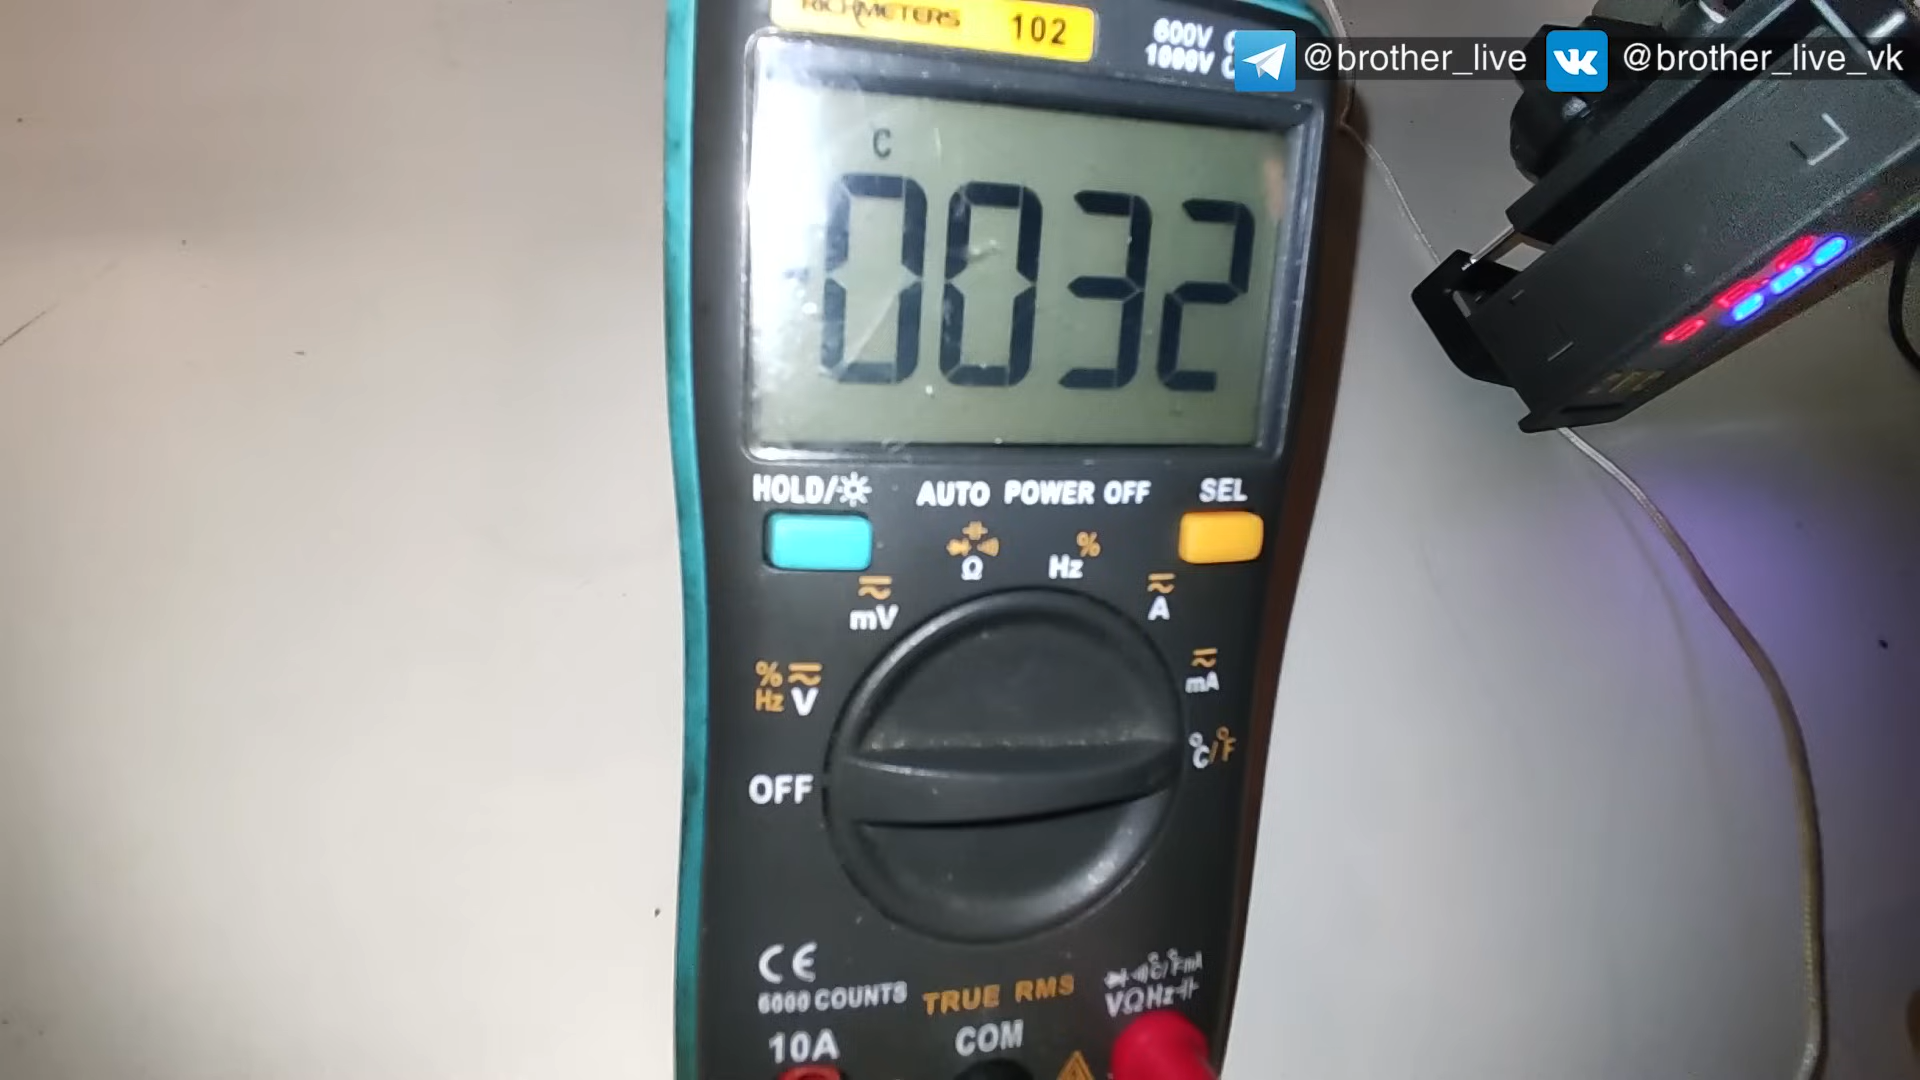 RICHMETERS 102
600V
1000V
@brother_live @brother_live_vk
C
0032
HOLD/ AUTO POWER OFF SEL
Ω Hz %
mV A
% Hz V mA
°C/°F
OFF
CE
6000 COUNTS TRUE RMS °C/°F mA
VΩHz
10A COM